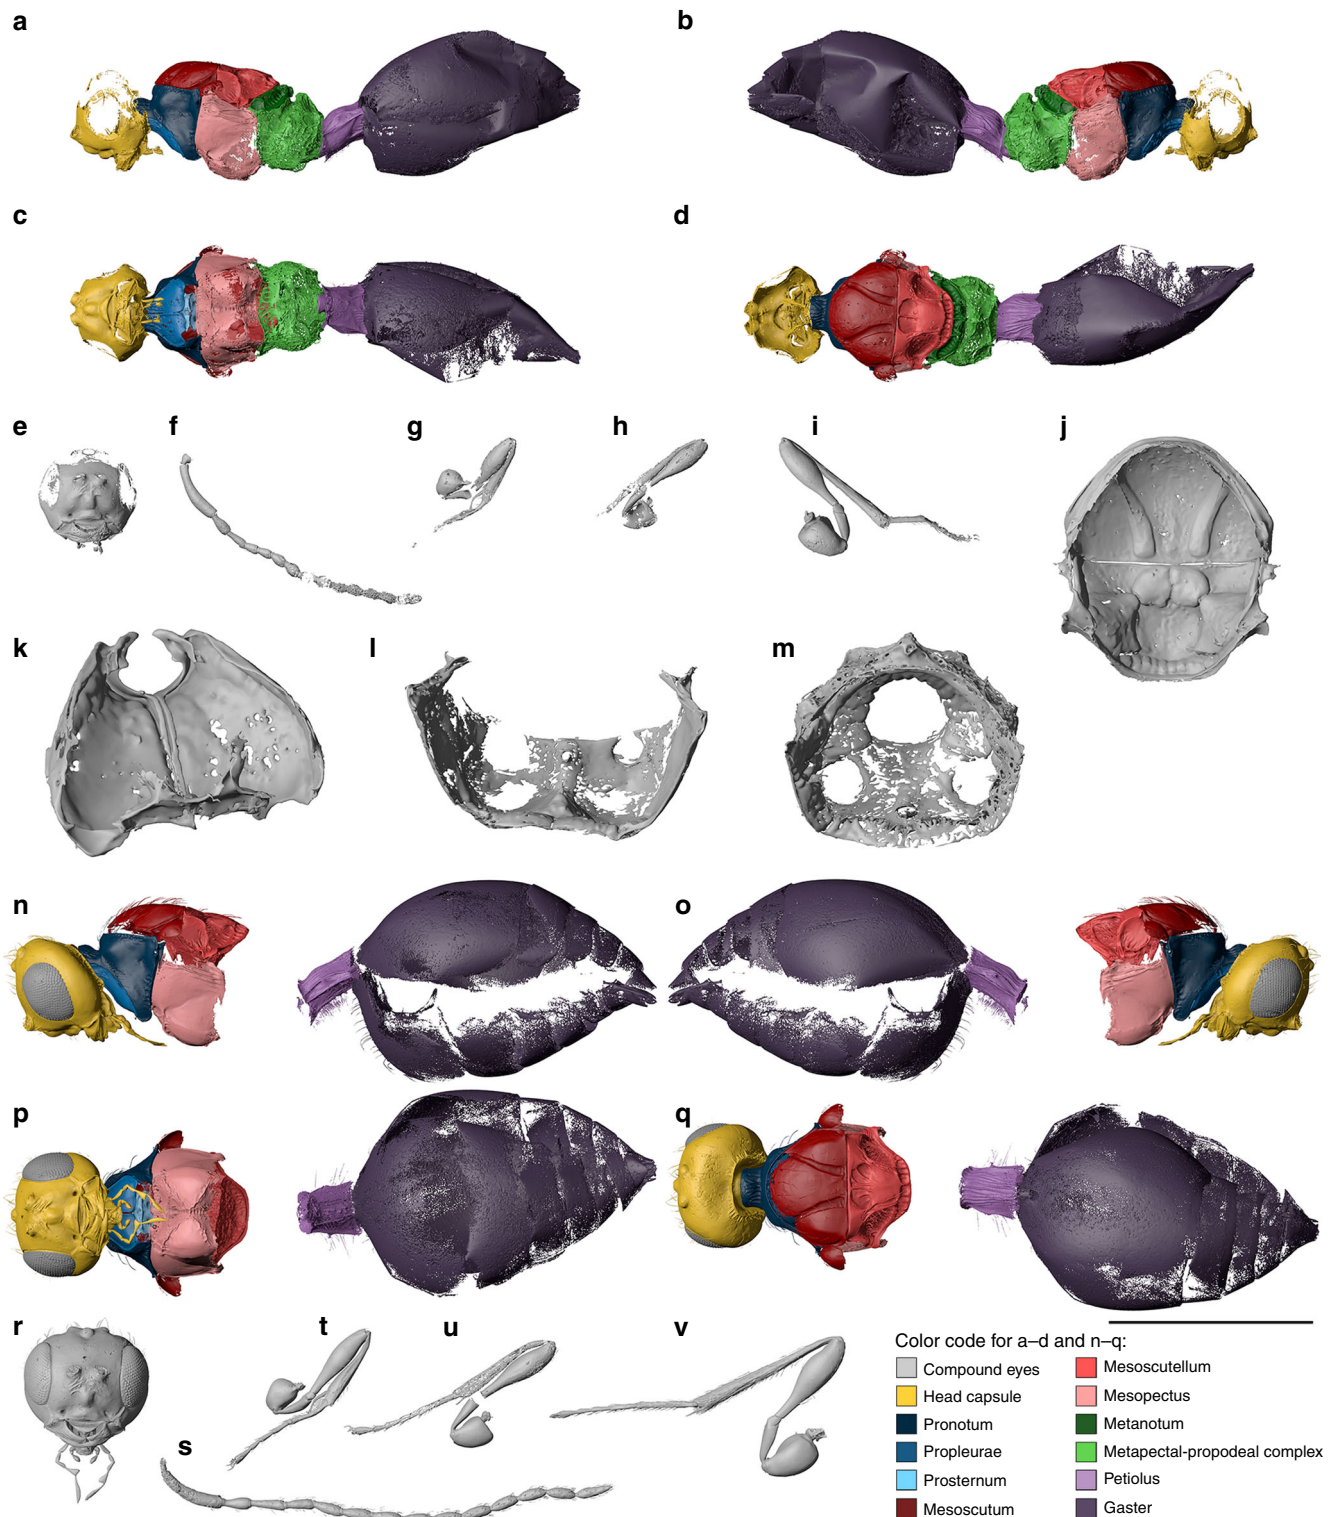 a
b
c
d
e
f
g
h
i
j
k
l
m
n
o
p
q
r
s
t
u
v
Color code for a–d and n–q:
Compound eyes
Head capsule
Pronotum
Propleurae
Prosternum
Mesoscutum
Mesoscutellum
Mesopectus
Metanotum
Metapectal-propodeal complex
Petiolus
Gaster